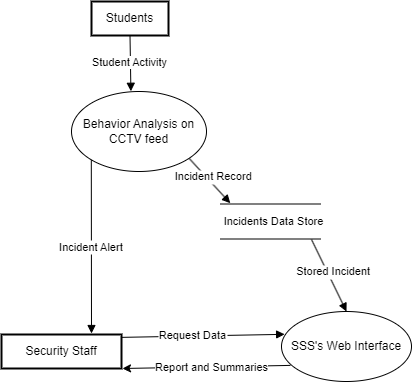 Students
Student Activity
Behavior Analysis on
CCTV feed
Incident Record
Incidents Data Store
Incident Alert
Stored Incident
Request Data
Security Staff
SSS's Web Interface
Report and Summaries